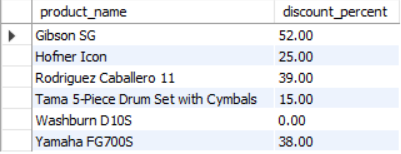 product_name discount_percent
Gibson SG 52.00
Hofner Icon 25.00
Rodriguez Caballero 11 39.00
Tama 5-Piece Drum Set with Cymbals 15.00
Washburn D10S 0.00
Yamaha FG700S 38.00